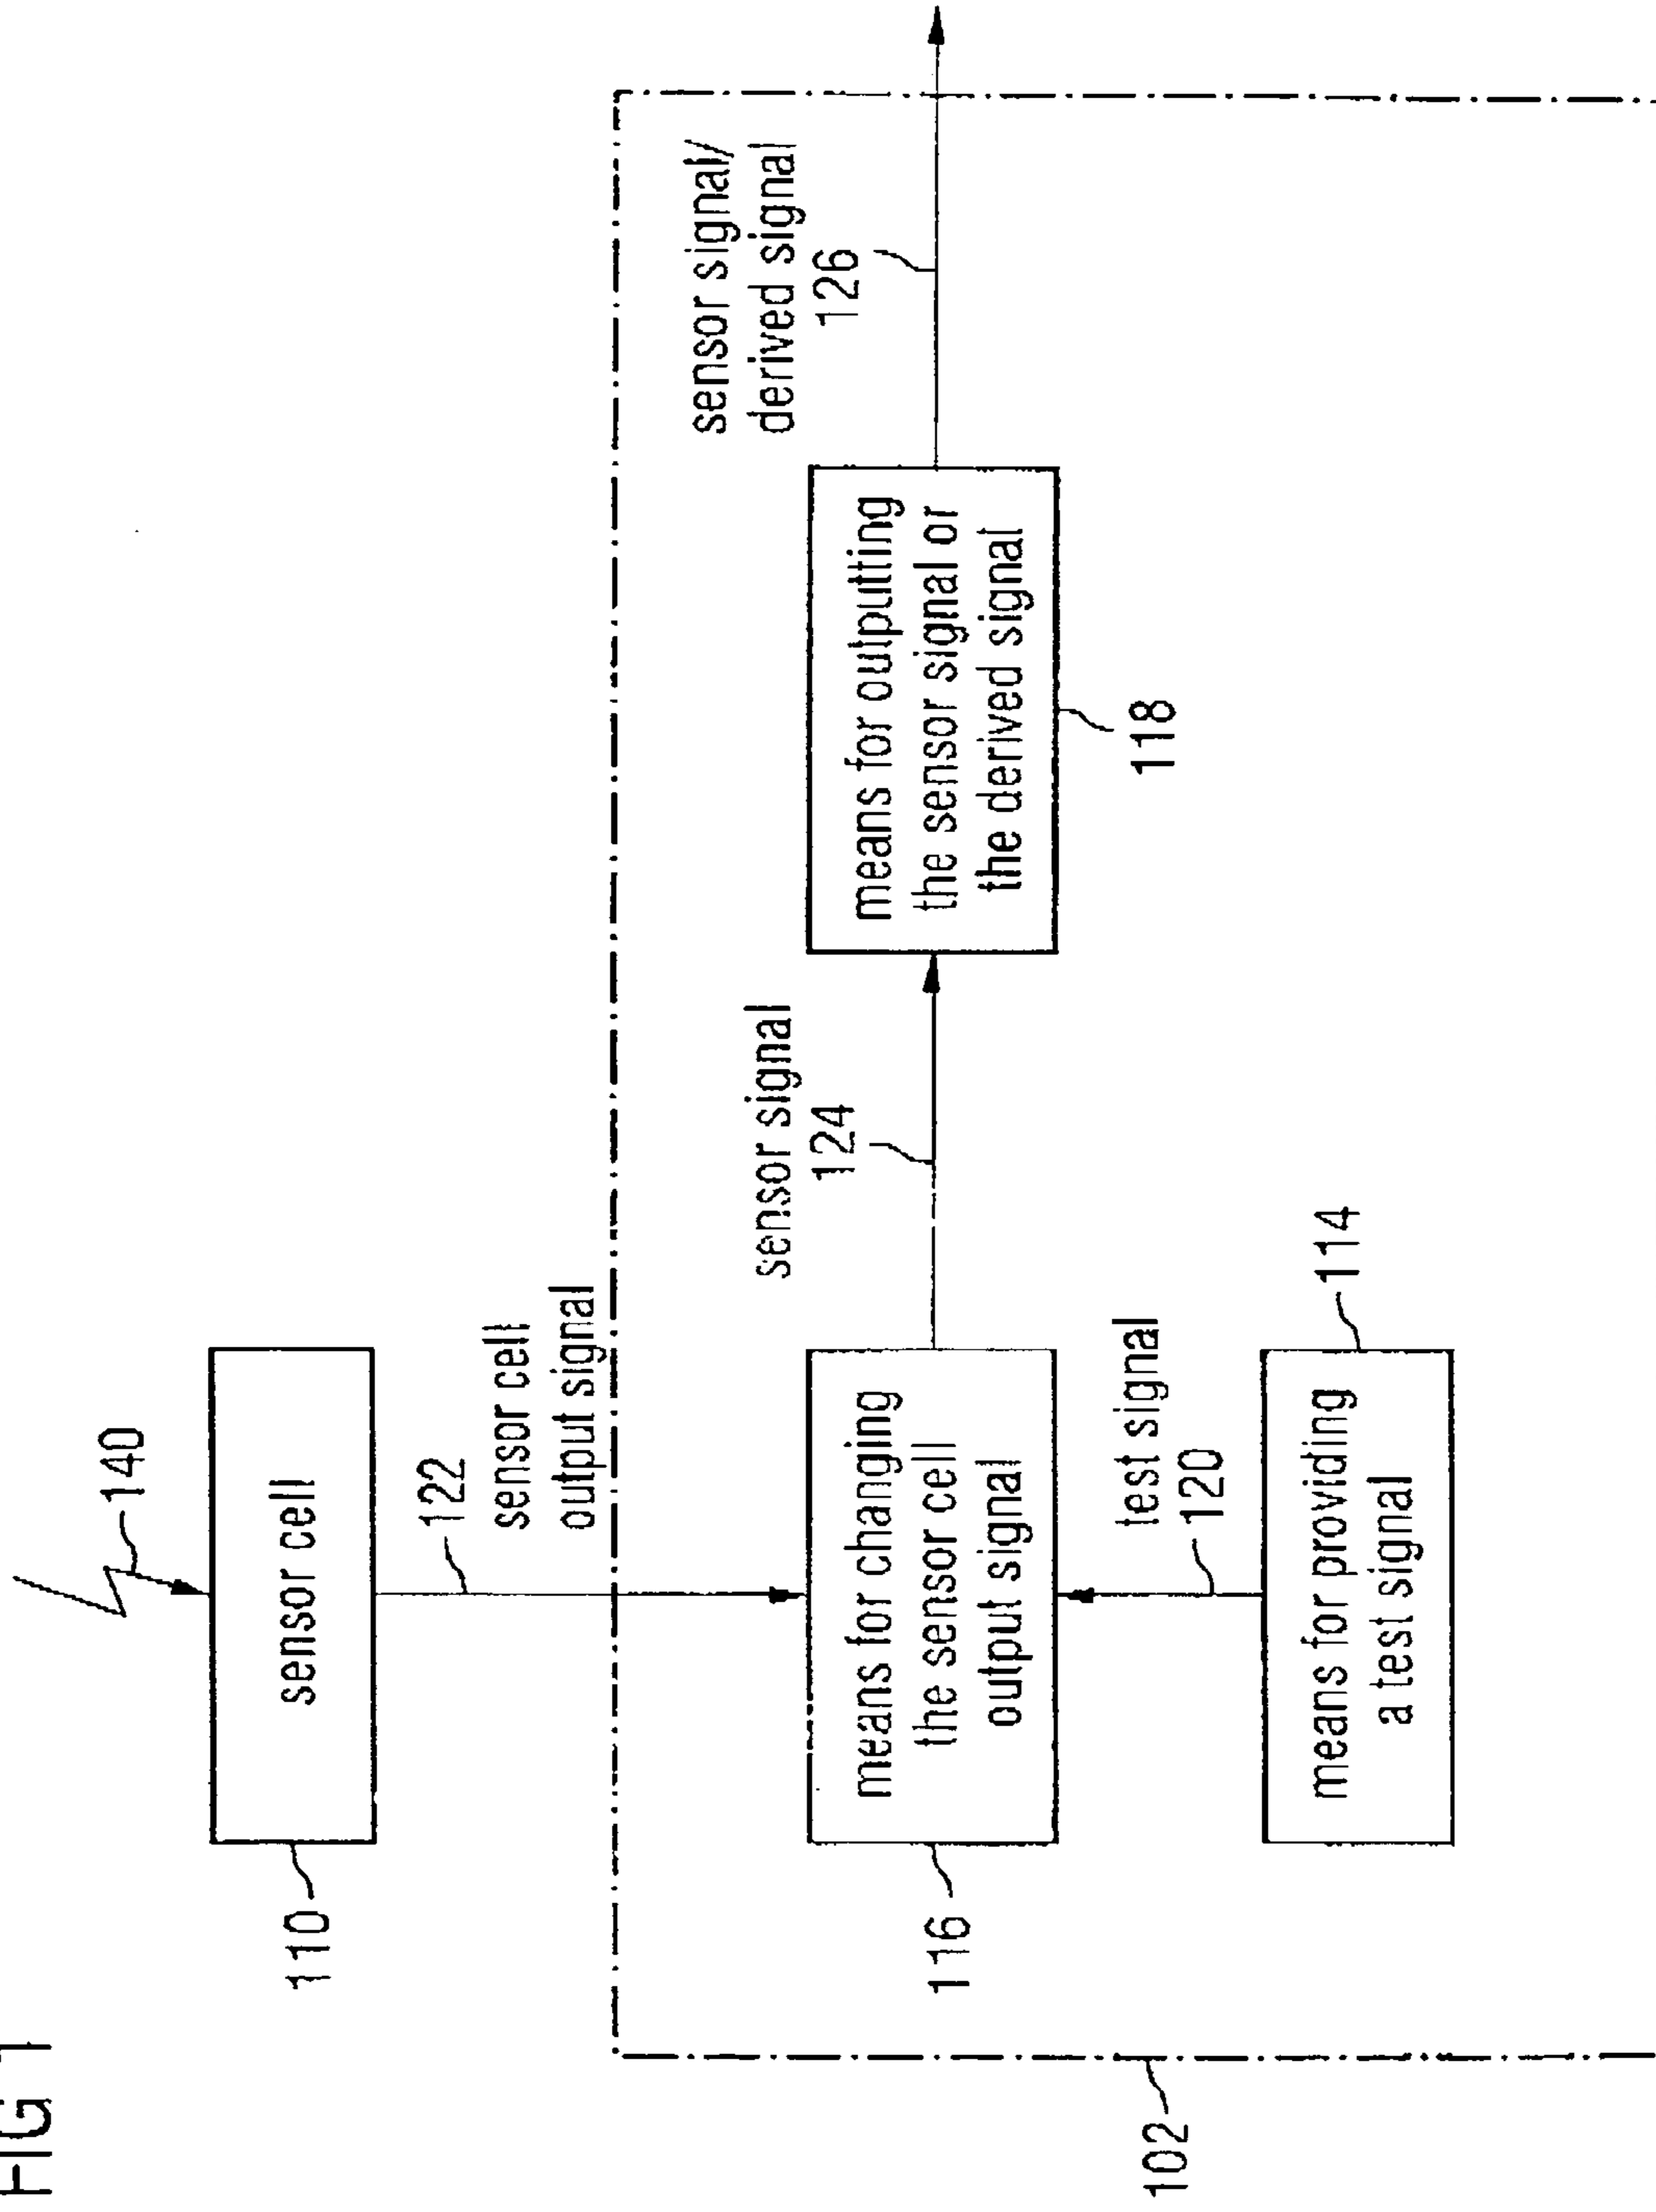 FIG 1
140
110
sensor cell
122
sensor cell
output signal
sensor signal/
derived signal
126
sensor signal
124
116
means for changing
the sensor cell
output signal
means for outputting
the sensor signal or
the derived signal
118
test signal
120
102
means for providing
a test signal
114